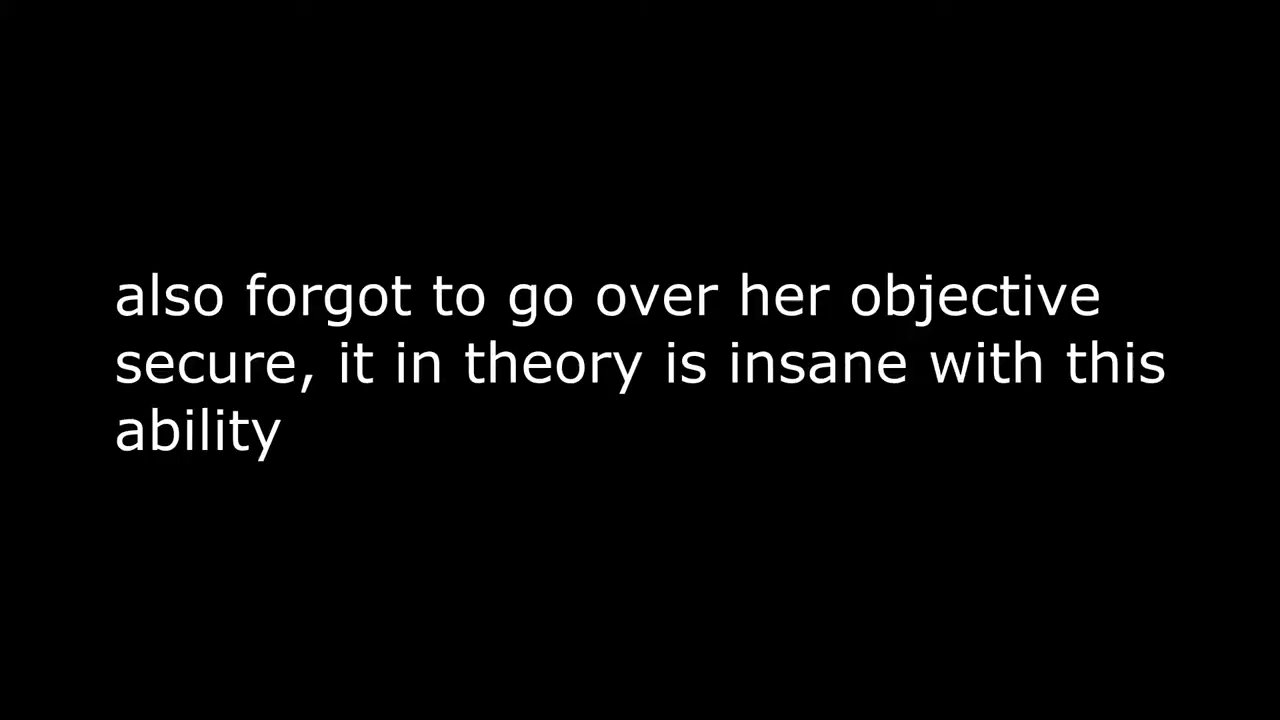 also forgot to go over her objective
secure, it in theory is insane with this
ability